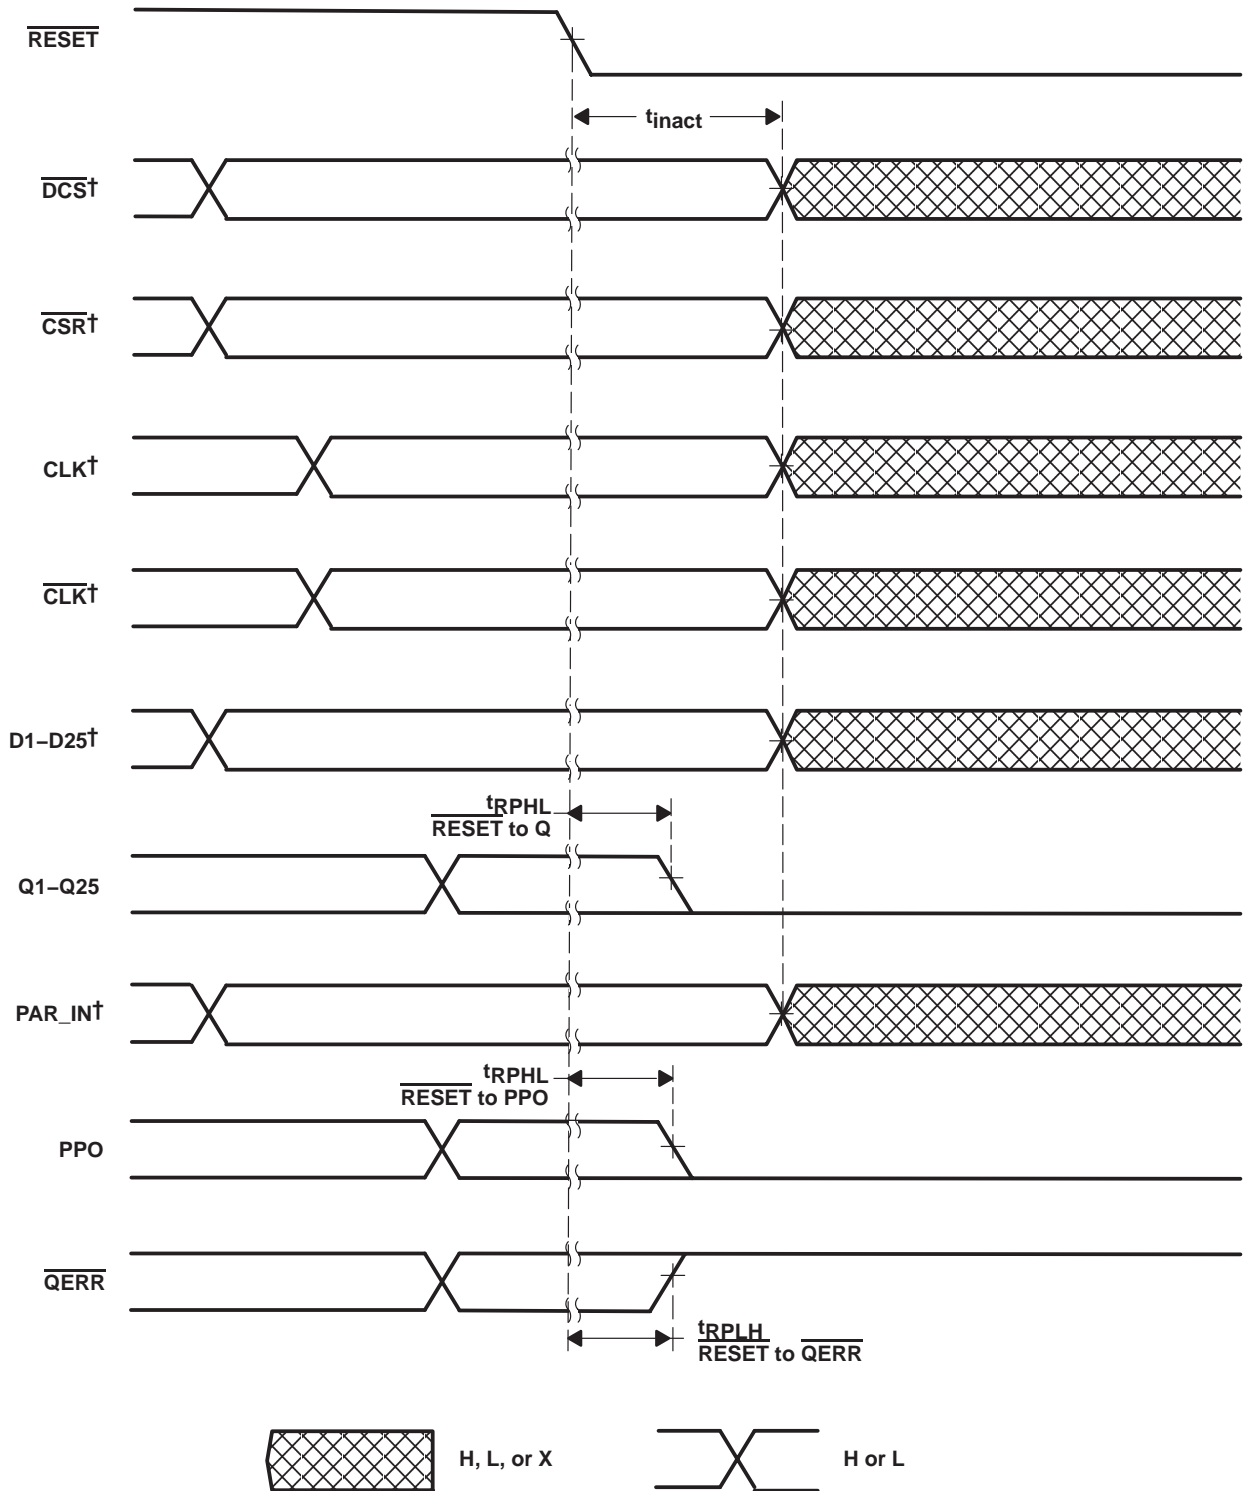 RESET
tinact
DCS†
CSR†
CLK†
CLK†
D1–D25†
tRPHL
RESET to Q
Q1–Q25
PAR_IN†
tRPHL
RESET to PPO
PPO
QERR
tRPLH
RESET to QERR
H, L, or X
H or L